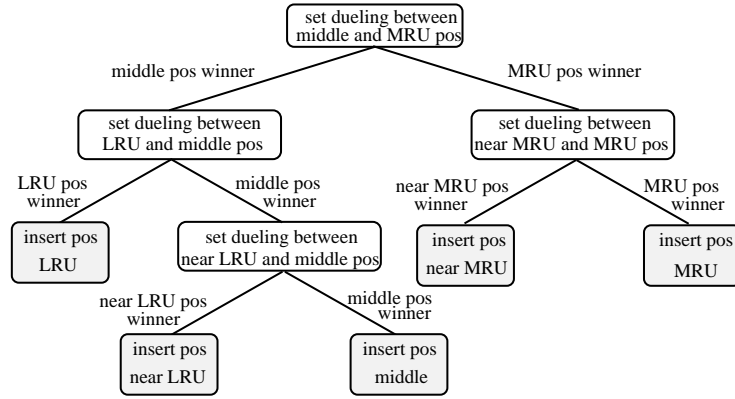 set dueling between
middle and MRU pos
middle pos winner
MRU pos winner
set dueling between
LRU and middle pos
set dueling between
near MRU and MRU pos
LRU pos
winner
middle pos
winner
near MRU pos
winner
MRU pos
winner
insert pos
LRU
set dueling between
near LRU and middle pos
insert pos
near MRU
insert pos
MRU
near LRU pos
winner
middle pos
winner
insert pos
near LRU
insert pos
middle